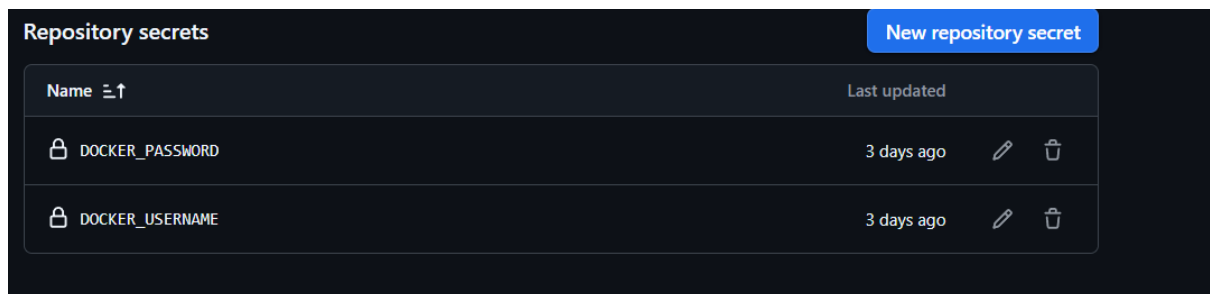 Repository secrets
New repository secret
Name
Last updated
DOCKER_PASSWORD
3 days ago
DOCKER_USERNAME
3 days ago